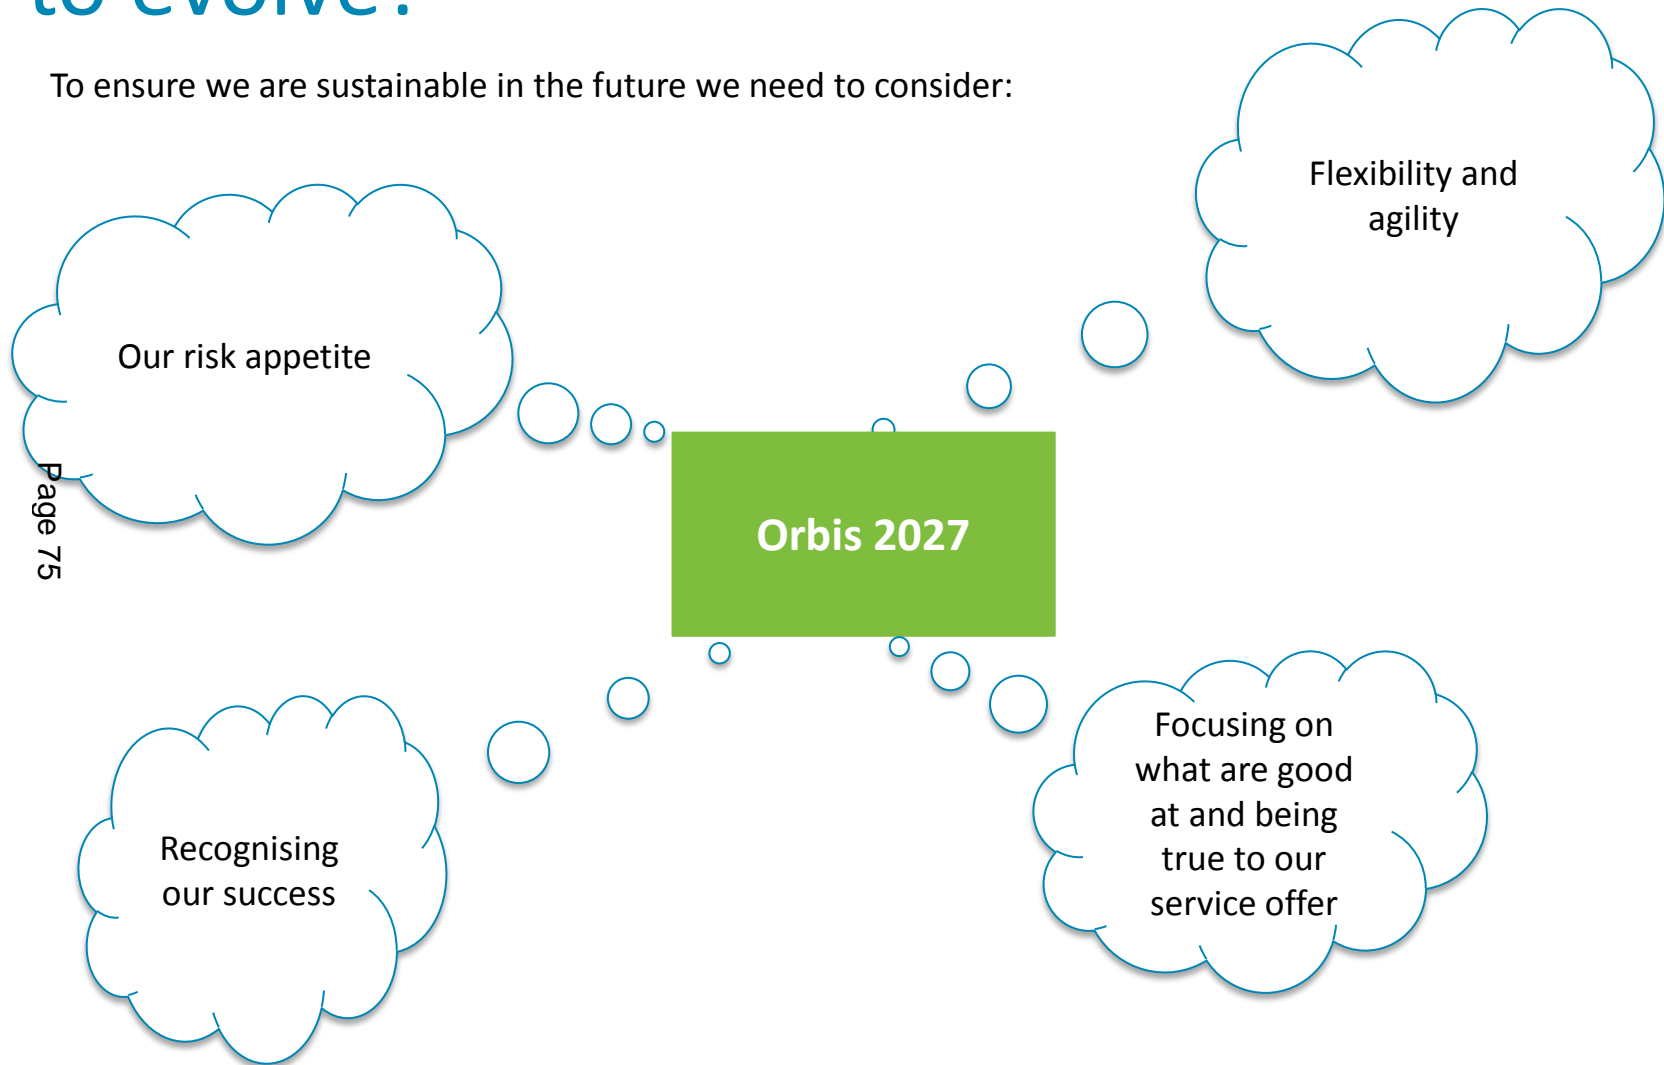 to evolve?
To ensure we are sustainable in the future we need to consider:
Flexibility and
agility
Our risk appetite
Page 75
Orbis 2027
Recognising
our success
Focusing on
what are good
at and being
true to our
service offer